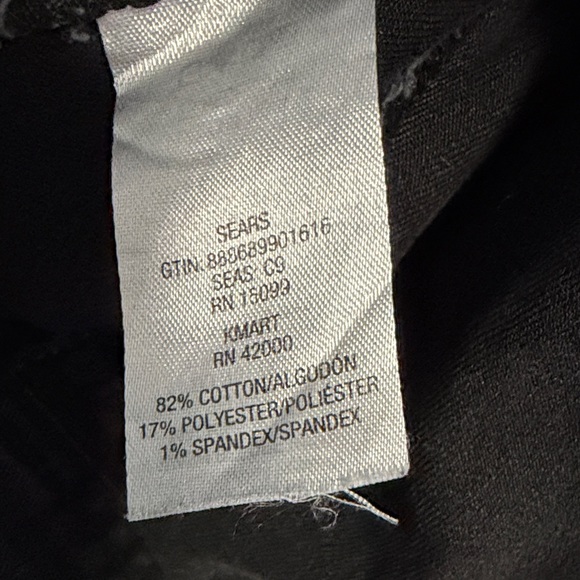 SEARS
GTIN: 888689901616
SEAS: C9
RN 15099
KMART
RN 42000
82% COTTON/ALGODÓN
17% POLYESTER/POLIÉSTER
1% SPANDEX/SPANDEX